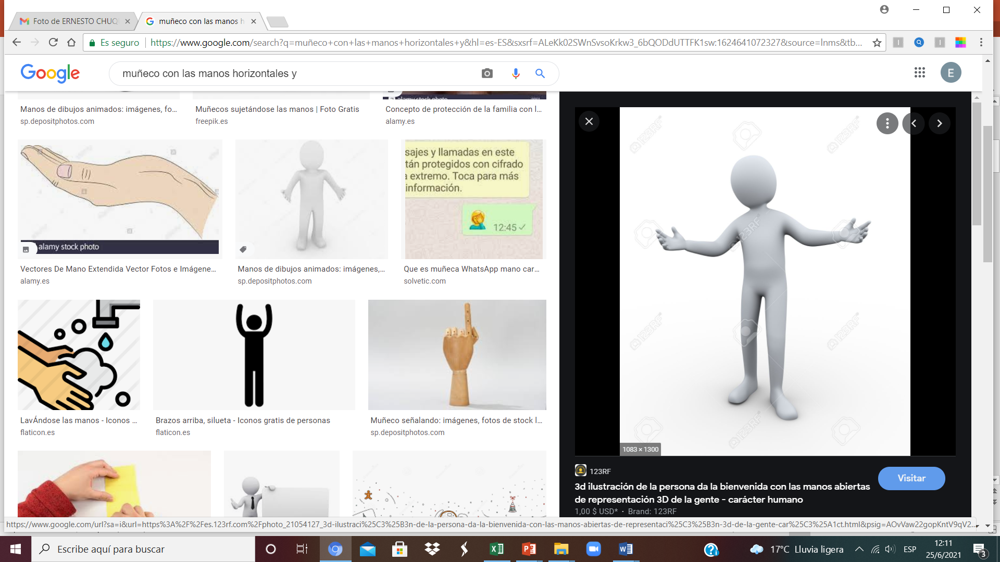 Foto de ERNESTO CHUQ
muñeco con las manos h
Es seguro
https://www.google.com/search?q=muñeco+con+las+manos+horizontales+y&hl=es-ES&sxsrf=ALeKk02SWnSvsoKrkw3_6bQODdUTTFK1sw:1624641072327&source=lnms&tb...
Google
muñeco con las manos horizontales y
E
alamy stock photo
Manos de dibujos animados: imágenes, fo...
sp.depositphotos.com
Muñecos sujetándose las manos | Foto Gratis
freepik.es
Concepto de protección de la familia con l...
alamy.es
sajes y llamadas en este
tán protegidos con cifrado
a extremo. Toca para más
información.
12:45
alamy stock photo
Vectores De Mano Extendida Vector Fotos e Imágene...
alamy.es
Manos de dibujos animados: imágenes,...
sp.depositphotos.com
Que es muñeca WhatsApp mano car...
solvetic.com
LavÁndose las manos - Iconos ...
flaticon.es
Brazos arriba, silueta - Iconos gratis de personas
flaticon.es
Muñeco señalando: imágenes, fotos de stock l...
sp.depositphotos.com
123RF
123RF
123RF
123RF
123RF
123RF
1083 × 1300
123RF
3d ilustración de la persona da la bienvenida con las manos abiertas
de representación 3D de la gente - carácter humano
1,00 $ USD* • Brand: 123RF
Visitar
https://www.google.com/url?sa=i&url=https%3A%2F%2Fes.123rf.com%2Fphoto_21054127_3d-ilustraci%25C3%25B3n-de-la-persona-da-la-bienvenida-con-las-manos-abiertas-de-representaci%25C3%25B3n-3d-de-la-gente-car%25C3%25A1ct.html&psig=AOvVaw22gopKntV9qV2...
Escribe aquí para buscar
17°C Lluvia ligera
ESP
12:11
25/6/2021
3